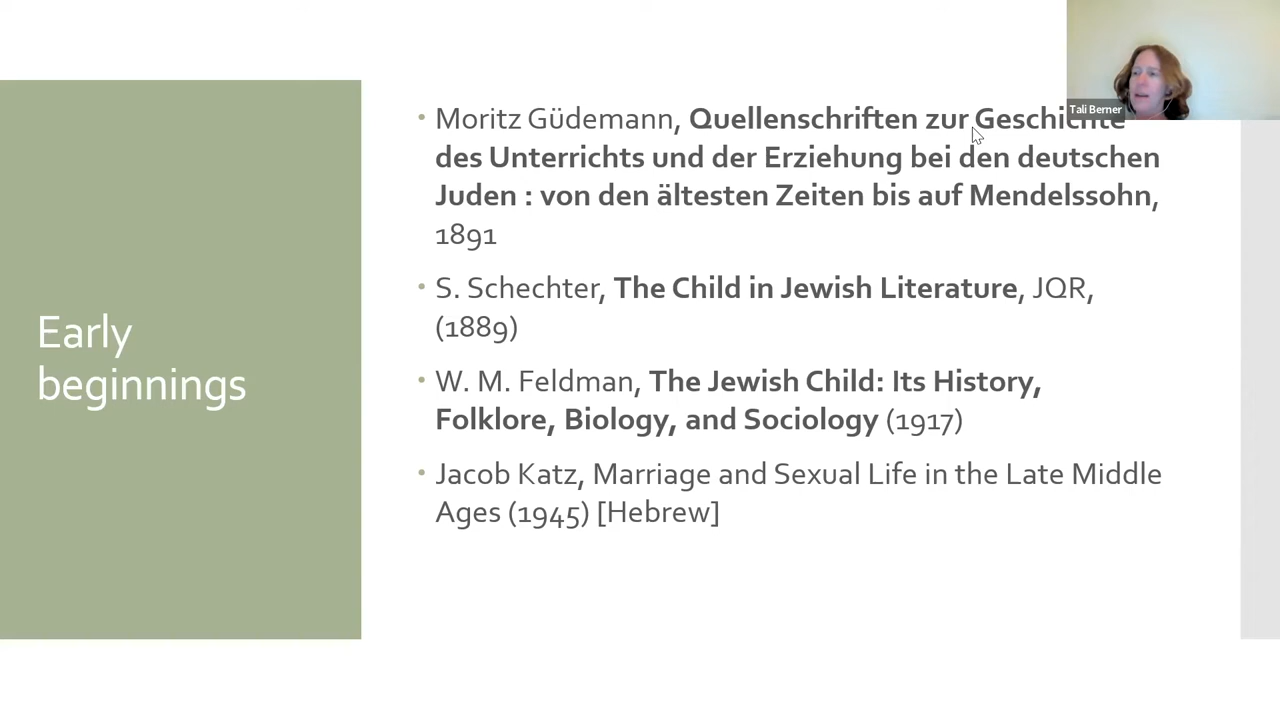 Tali Berner
Early
beginnings
• Moritz Güdemann, Quellenschriften zur Geschichte
des Unterrichts und der Erziehung bei den deutschen
Juden : von den ältesten Zeiten bis auf Mendelssohn,
1891
• S. Schechter, The Child in Jewish Literature, JQR,
(1889)
• W. M. Feldman, The Jewish Child: Its History,
Folklore, Biology, and Sociology (1917)
• Jacob Katz, Marriage and Sexual Life in the Late Middle
Ages (1945) [Hebrew]